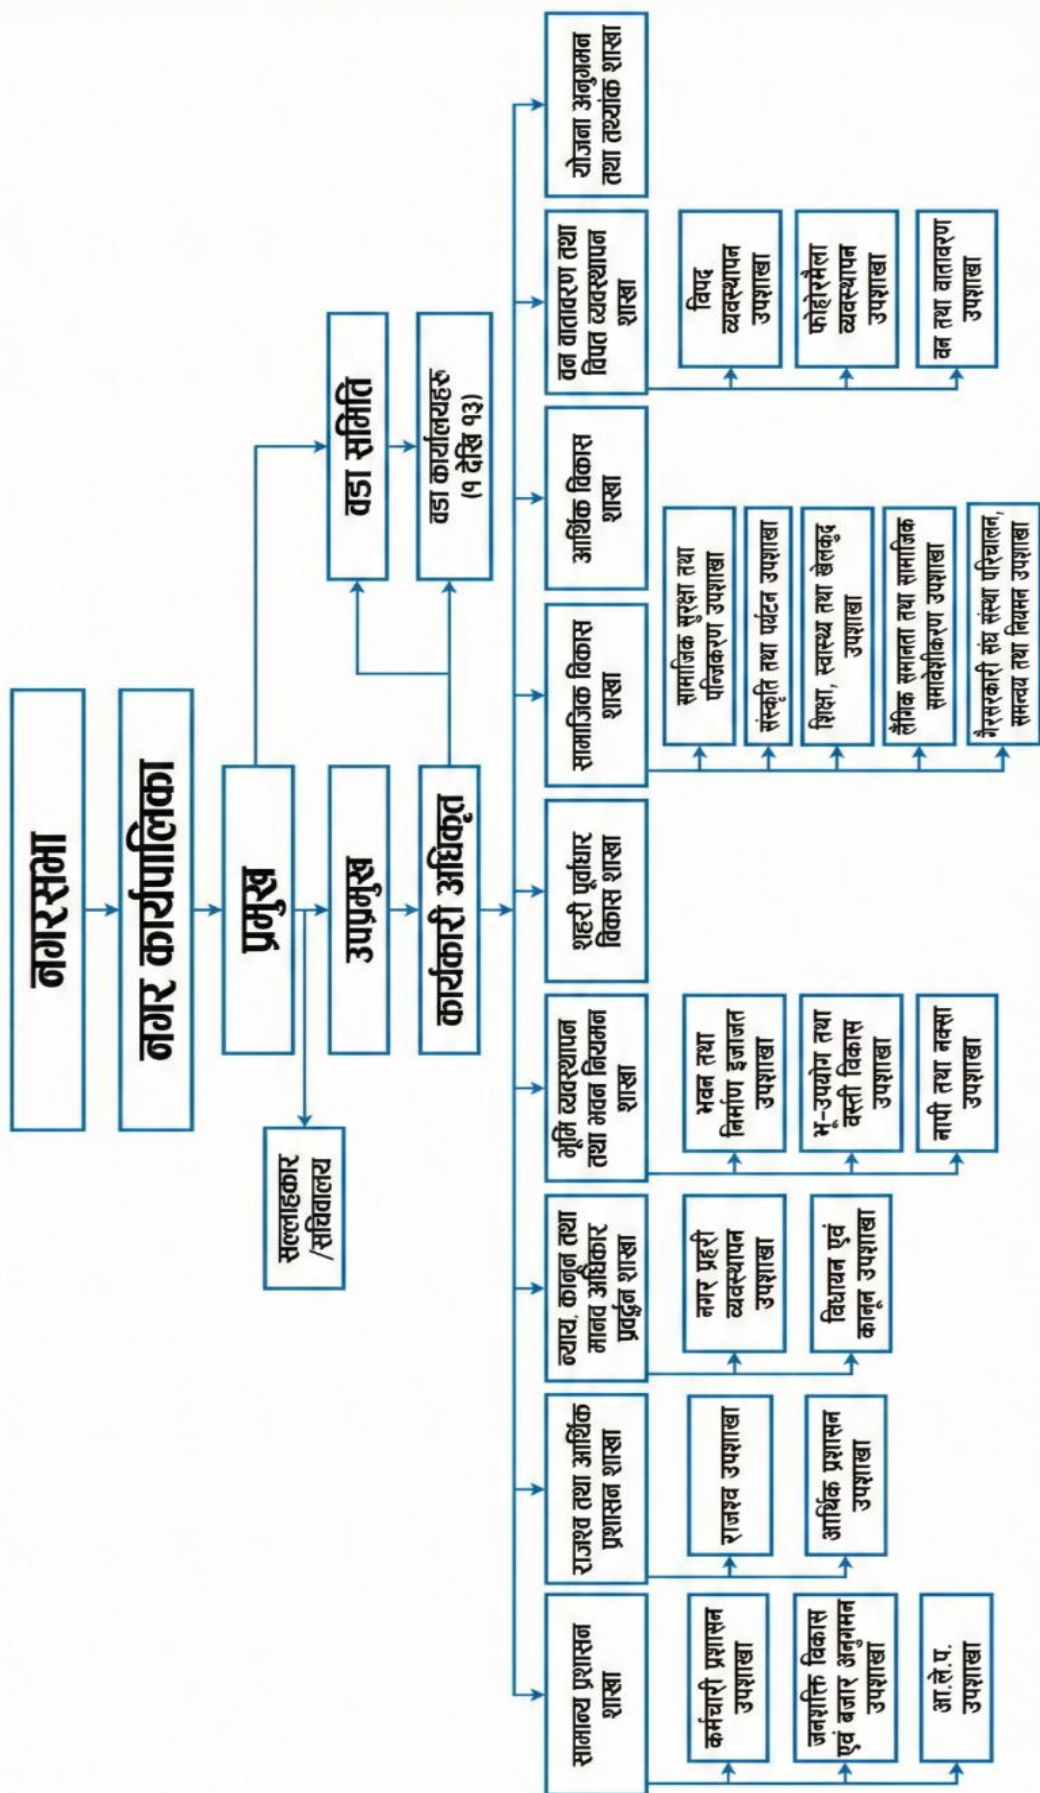 नगरसभा
नगर कार्यपालिका
प्रमुख
सल्लाहकार
/सचिवालय
उपप्रमुख
वडा समिति
कार्यकारी अधिकृत
वडा कार्यालयहरू
(१ देखि १३)
सामान्य प्रशासन
शाखा
राजश्व तथा आर्थिक
प्रशासन शाखा
न्याय, कानून तथा
मानव अधिकार
प्रवर्द्धन शाखा
भूमि व्यवस्थापन
तथा भवन नियमन
शाखा
शहरी पूर्वाधार
विकास शाखा
सामाजिक विकास
शाखा
आर्थिक विकास
शाखा
वन वातावरण तथा
विपत व्यवस्थापन
शाखा
योजना अनुगमन
तथा तथ्यांक शाखा
कर्मचारी प्रशासन
उपशाखा
जनशक्ति विकास
एवं बजार अनुगमन
उपशाखा
आ.ले.प.
उपशाखा
राजश्व उपशाखा
आर्थिक प्रशासन
उपशाखा
नगर प्रहरी
व्यवस्थापन
उपशाखा
विधायन एवं
कानून उपशाखा
भवन तथा
निर्माण इजाजत
उपशाखा
भू-उपयोग तथा
वस्ती विकास
उपशाखा
नापी तथा नक्सा
उपशाखा
सामाजिक सुरक्षा तथा
पन्जिकरण उपशाखा
संस्कृति तथा पर्यटन उपशाखा
शिक्षा, स्वास्थ्य तथा खेलकुद
उपशाखा
लैंगिक समानता तथा सामाजिक
समावेशीकरण उपशाखा
गैरसरकारी संघ संस्था परिचालन,
समन्वय तथा नियमन उपशाखा
विपद
व्यवस्थापन
उपशाखा
फोहोरमैला
व्यवस्थापन
उपशाखा
वन तथा वातावरण
उपशाखा